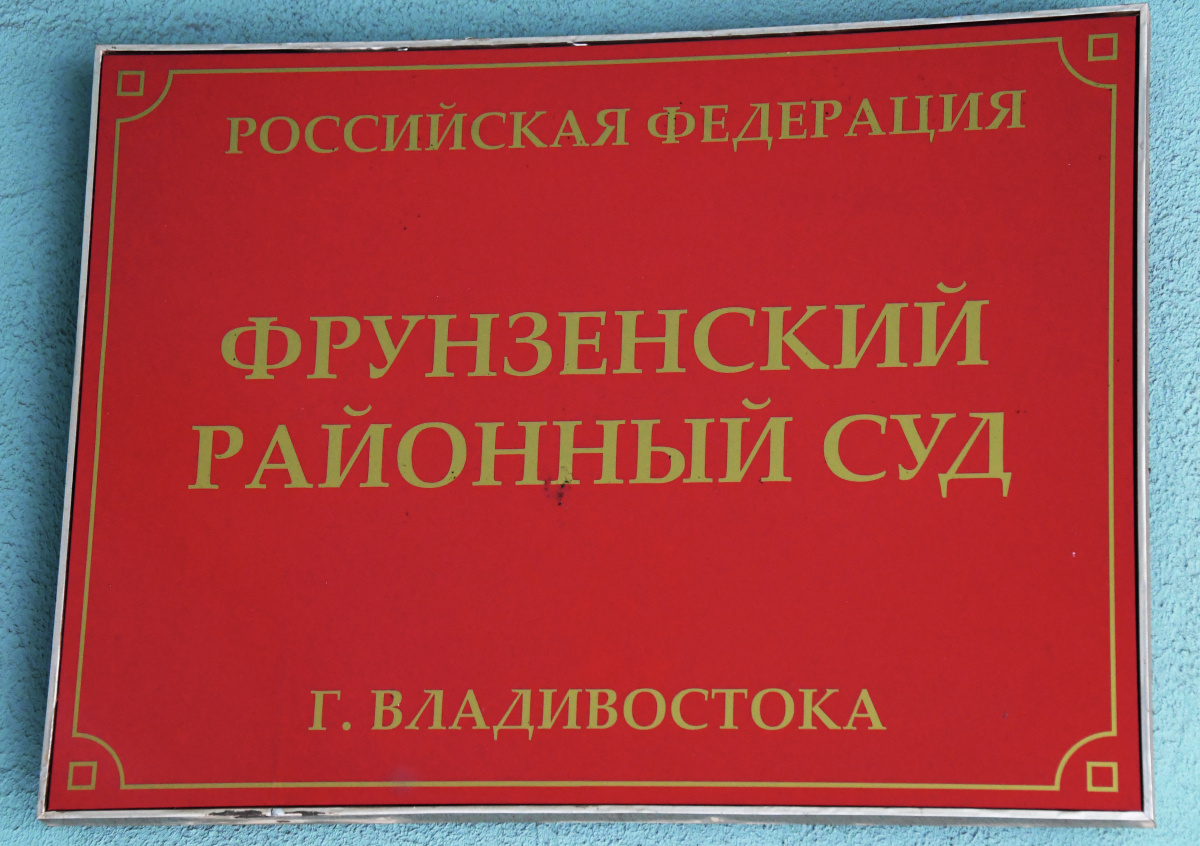 РОССИЙСКАЯ ФЕДЕРАЦИЯ
ФРУНЗЕНСКИЙ
РАЙОННЫЙ СУД
Г. ВЛАДИВОСТОКА